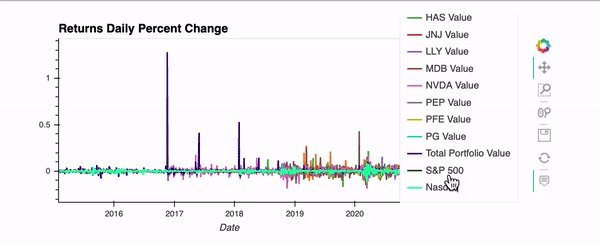 Returns Daily Percent Change
HAS Value
JNJ Value
LLY Value
MDB Value
NVDA Value
PEP Value
PFE Value
PG Value
Total Portfolio Value
S&P 500
1
0.5
0
2016
2017
2018
2019
2020
Date